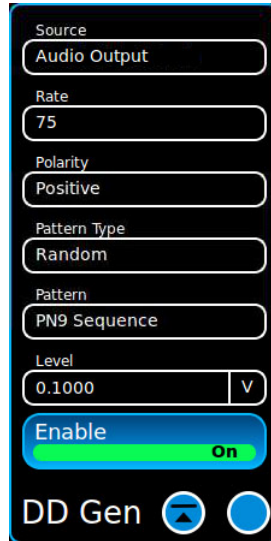 Source
Audio Output
Rate
75
Polarity
Positive
Pattern Type
Random
Pattern
PN9 Sequence
Level
0.1000 V
Enable
On
DD Gen